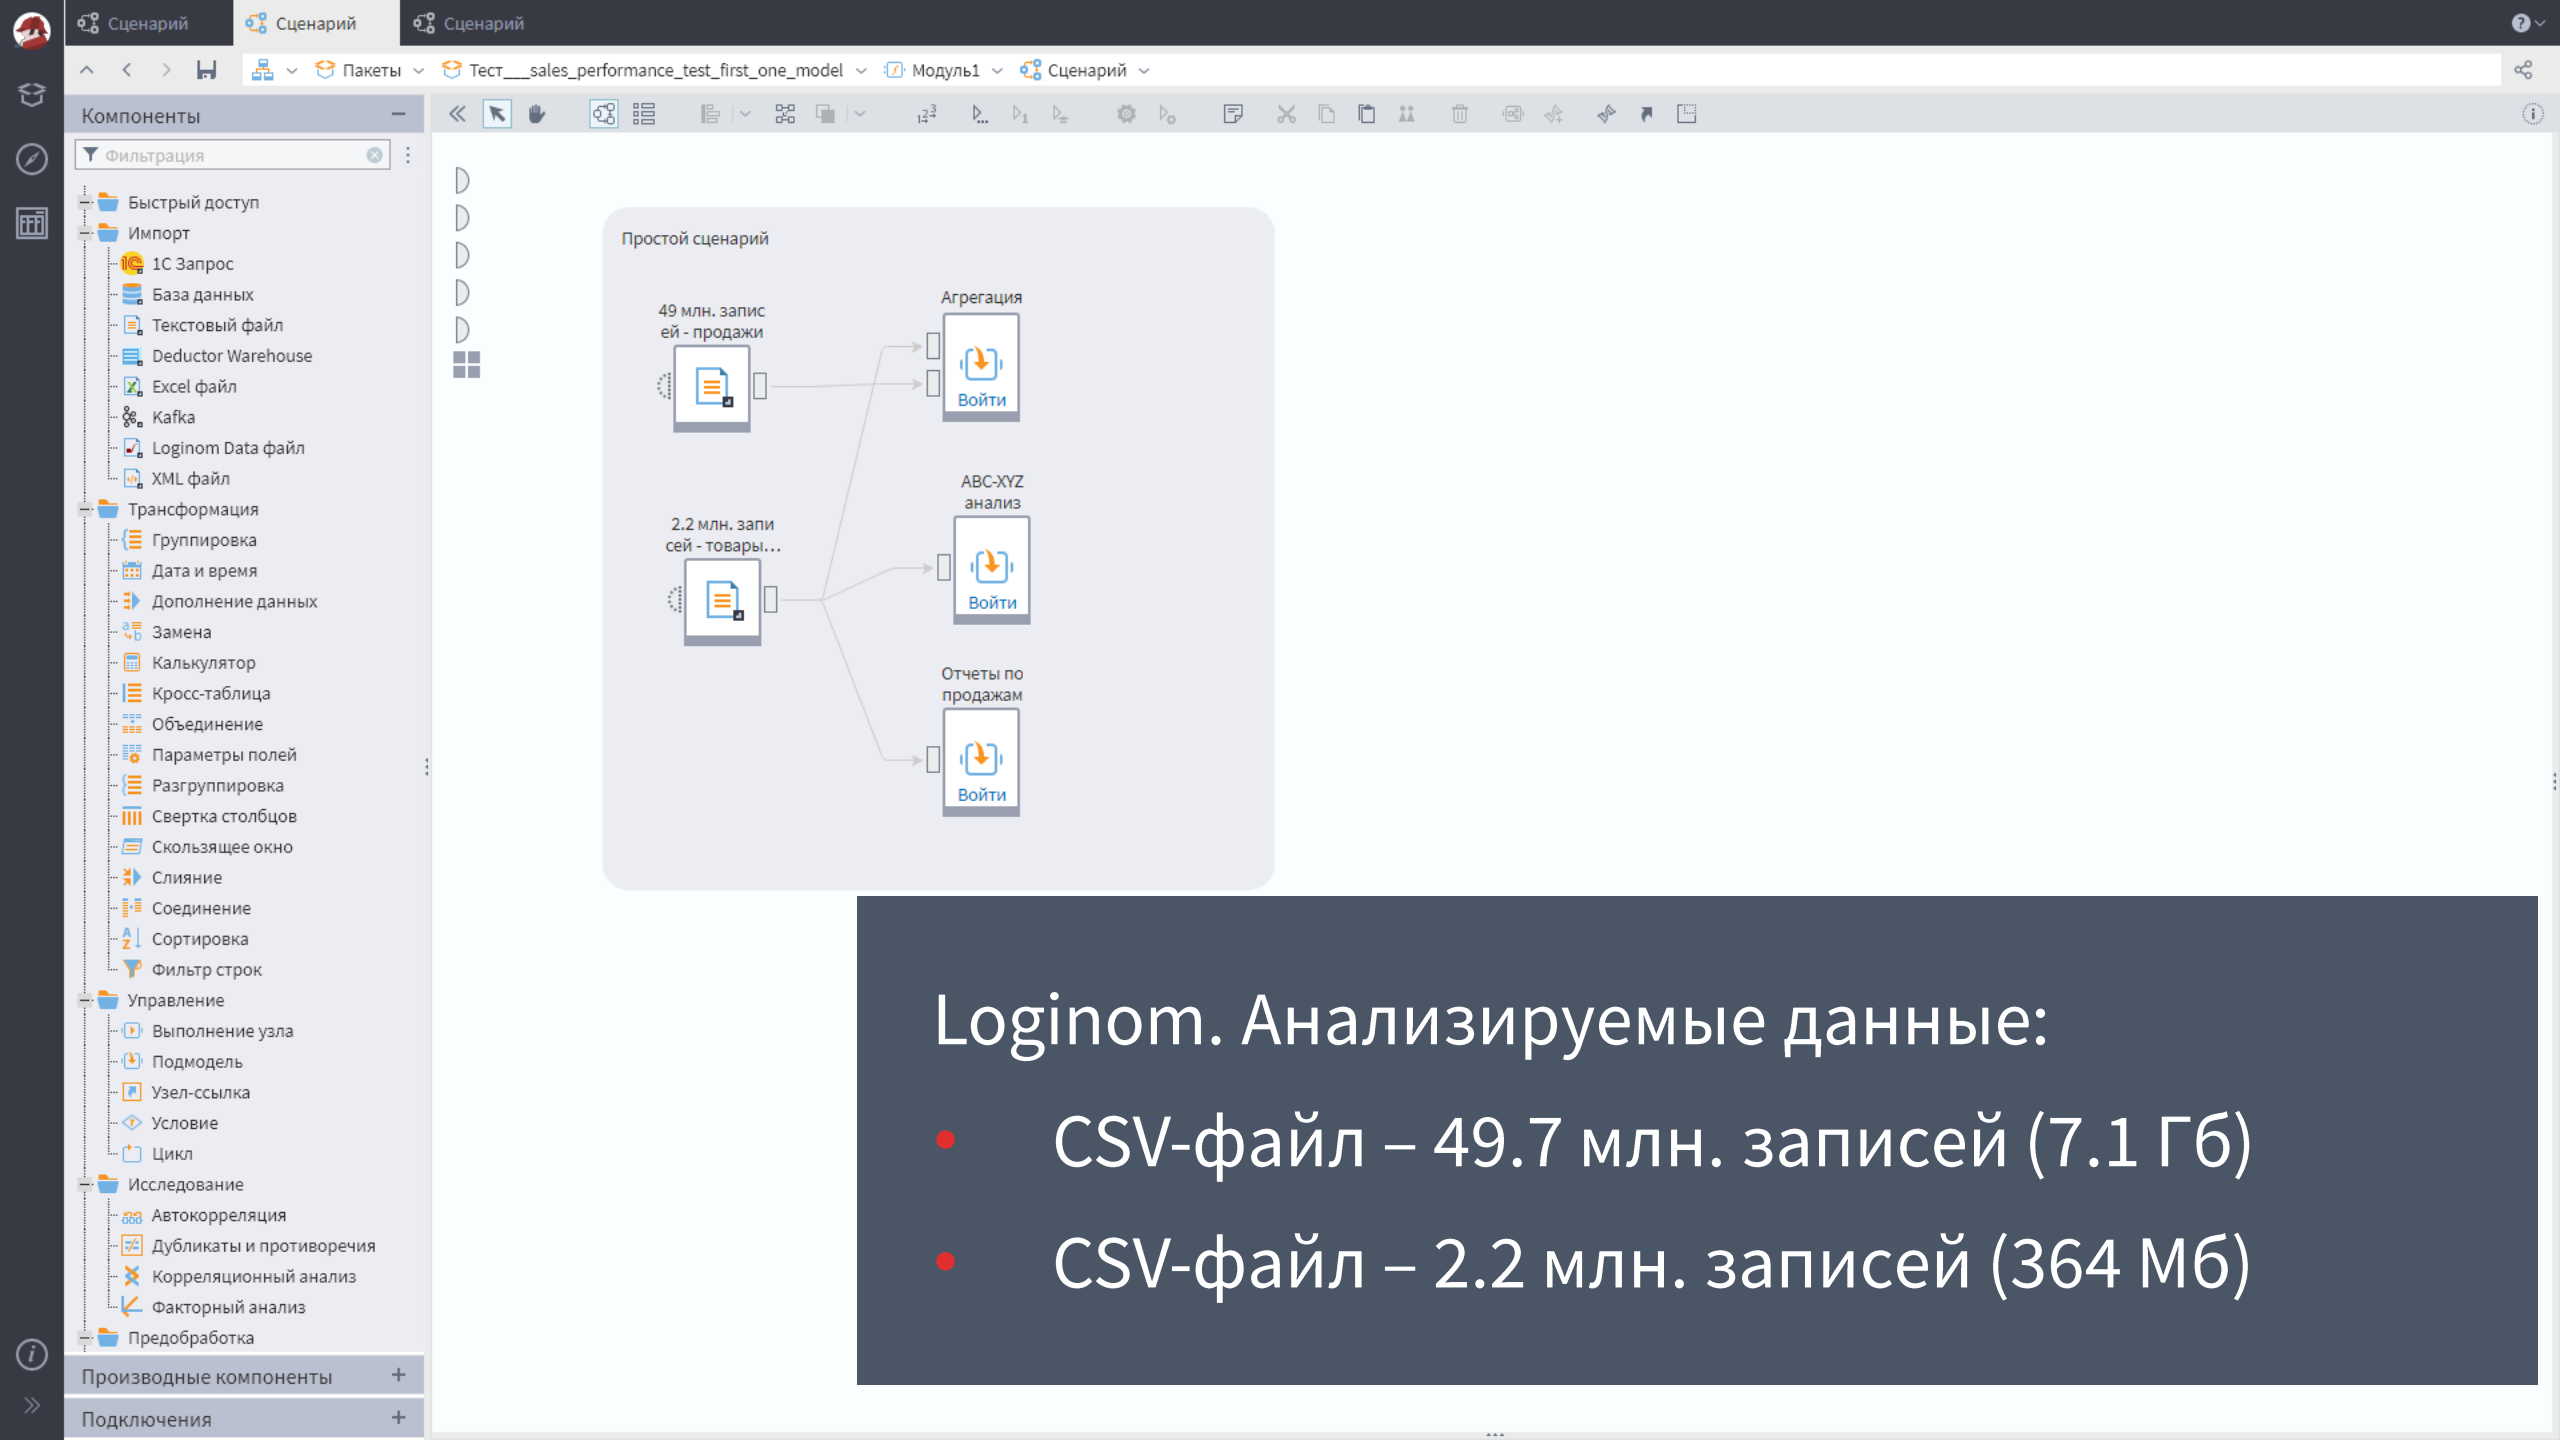 Сценарий
Сценарий
Сценарий
Пакеты
Тест___sales_performance_test_first_one_model
Модуль1
Сценарий
Компоненты
Фильтрация
Быстрый доступ
Импорт
1С Запрос
База данных
Текстовый файл
Deductor Warehouse
Excel файл
Kafka
Loginom Data файл
XML файл
Трансформация
Группировка
Дата и время
Дополнение данных
Замена
Калькулятор
Кросс-таблица
Объединение
Параметры полей
Разгруппировка
Свертка столбцов
Скользящее окно
Слияние
Соединение
Сортировка
Фильтр строк
Управление
Выполнение узла
Подмодель
Узел-ссылка
Условие
Цикл
Исследование
Автокорреляция
Дубликаты и противоречия
Корреляционный анализ
Факторный анализ
Предобработка
Производные компоненты
Подключения
Простой сценарий
49 млн. запис
ей - продажи
Агрегация
Войти
2.2 млн. запи
сей - товары...
ABC-XYZ
анализ
Войти
Отчеты по
продажам
Войти
Loginom. Анализируемые данные:
• CSV-файл – 49.7 млн. записей (7.1 Гб)
• CSV-файл – 2.2 млн. записей (364 Мб)